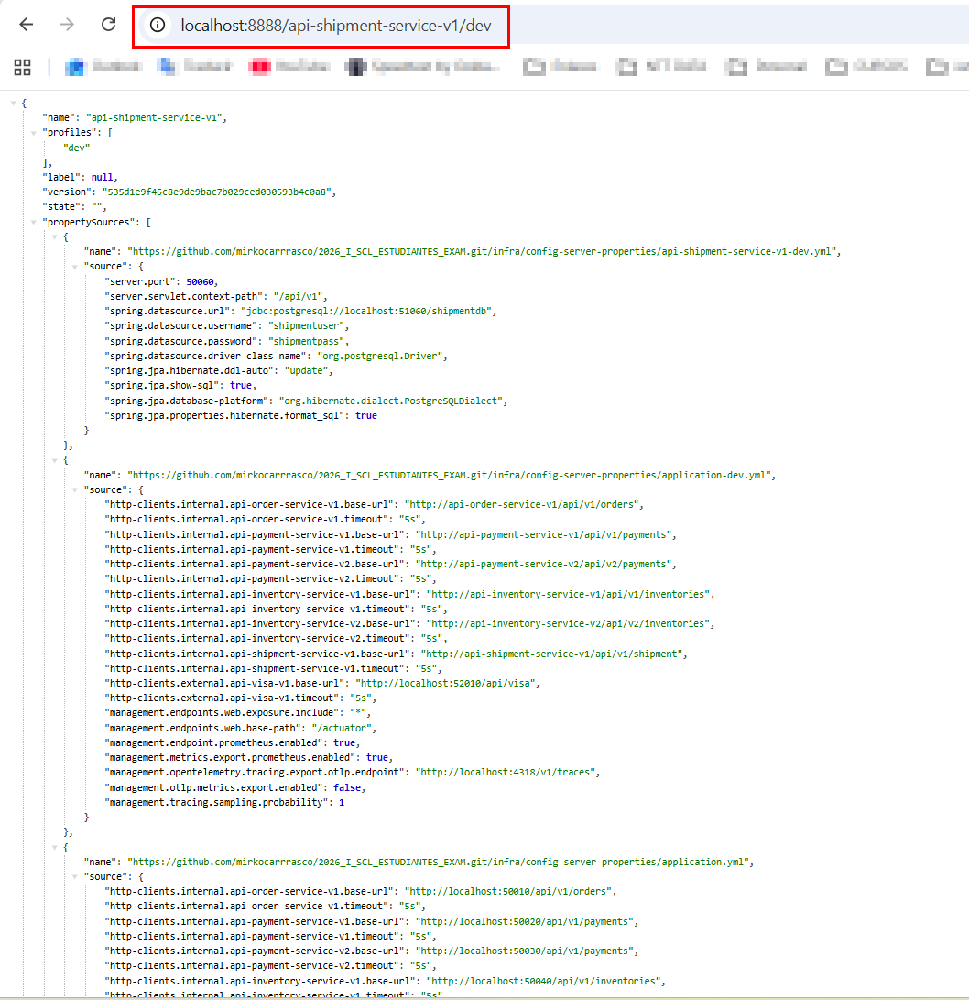 localhost:8888/api-shipment-service-v1/dev
{
"name": "api-shipment-service-v1",
"profiles": [
"dev"
],
"label": null,
"version": "535d1e9f45c8e9de9bac7b029ced030593b4c0a8",
"state": "",
"propertySources": [
{
"name": "https://github.com/mirkocarrrasco/2026_I_SCL_ESTUDIANTES_EXAM.git/infra/config-server-properties/api-shipment-service-v1-dev.yml",
"source": {
"server.port": 50060,
"server.servlet.context-path": "/api/v1",
"spring.datasource.url": "jdbc:postgresql://localhost:51060/shipmentdb",
"spring.datasource.username": "shipmentuser",
"spring.datasource.password": "shipmentpass",
"spring.datasource.driver-class-name": "org.postgresql.Driver",
"spring.jpa.hibernate.ddl-auto": "update",
"spring.jpa.show-sql": true,
"spring.jpa.database-platform": "org.hibernate.dialect.PostgreSQLDialect",
"spring.jpa.properties.hibernate.format_sql": true
}
},
{
"name": "https://github.com/mirkocarrrasco/2026_I_SCL_ESTUDIANTES_EXAM.git/infra/config-server-properties/application-dev.yml",
"source": {
"http-clients.internal.api-order-service-v1.base-url": "http://api-order-service-v1/api/v1/orders",
"http-clients.internal.api-order-service-v1.timeout": "5s",
"http-clients.internal.api-payment-service-v1.base-url": "http://api-payment-service-v1/api/v1/payments",
"http-clients.internal.api-payment-service-v1.timeout": "5s",
"http-clients.internal.api-payment-service-v2.base-url": "http://api-payment-service-v2/api/v2/payments",
"http-clients.internal.api-payment-service-v2.timeout": "5s",
"http-clients.internal.api-inventory-service-v1.base-url": "http://api-inventory-service-v1/api/v1/inventories",
"http-clients.internal.api-inventory-service-v1.timeout": "5s",
"http-clients.internal.api-inventory-service-v2.base-url": "http://api-inventory-service-v2/api/v2/inventories",
"http-clients.internal.api-inventory-service-v2.timeout": "5s",
"http-clients.internal.api-shipment-service-v1.base-url": "http://api-shipment-service-v1/api/v1/shipment",
"http-clients.internal.api-shipment-service-v1.timeout": "5s",
"http-clients.external.api-visa-v1.base-url": "http://localhost:52010/api/visa",
"http-clients.external.api-visa-v1.timeout": "5s",
"management.endpoints.web.exposure.include": "*",
"management.endpoints.web.base-path": "/actuator",
"management.endpoint.prometheus.enabled": true,
"management.metrics.export.prometheus.enabled": true,
"management.opentelemetry.tracing.export.otlp.endpoint": "http://localhost:4318/v1/traces",
"management.otlp.metrics.export.enabled": false,
"management.tracing.sampling.probability": 1
}
},
{
"name": "https://github.com/mirkocarrrasco/2026_I_SCL_ESTUDIANTES_EXAM.git/infra/config-server-properties/application.yml",
"source": {
"http-clients.internal.api-order-service-v1.base-url": "http://localhost:50010/api/v1/orders",
"http-clients.internal.api-order-service-v1.timeout": "5s",
"http-clients.internal.api-payment-service-v1.base-url": "http://localhost:50020/api/v1/payments",
"http-clients.internal.api-payment-service-v1.timeout": "5s",
"http-clients.internal.api-payment-service-v2.base-url": "http://localhost:50030/api/v1/payments",
"http-clients.internal.api-payment-service-v2.timeout": "5s",
"http-clients.internal.api-inventory-service-v1.base-url": "http://localhost:50040/api/v1/inventories",
"http-clients.internal.api-inventory-service-v1.timeout": "5s",